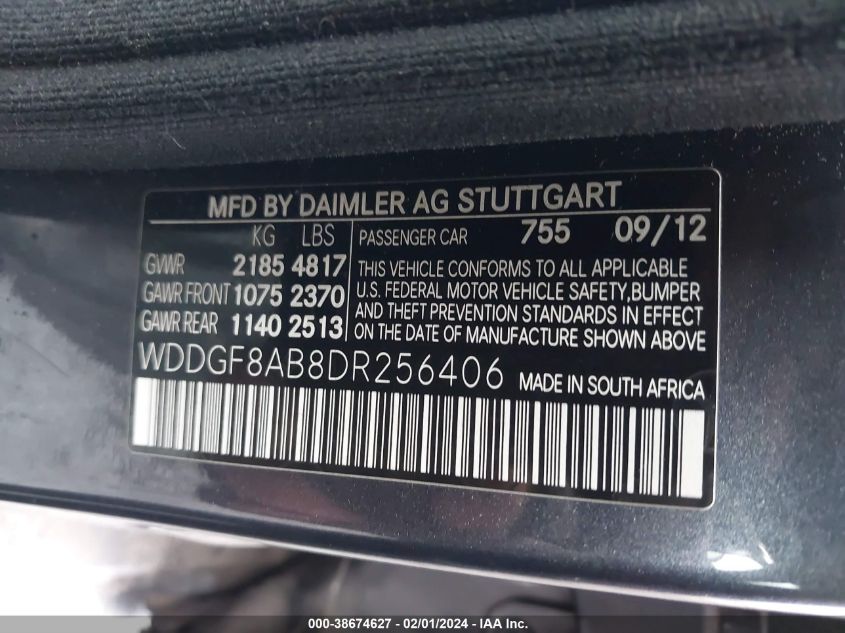 MFD BY DAIMLER AG STUTTGART
KG LBS
GVWR 2185 4817
GAWR FRONT 1075 2370
GAWR REAR 1140 2513
PASSENGER CAR 755 09/12
THIS VEHICLE CONFORMS TO ALL APPLICABLE
U.S. FEDERAL MOTOR VEHICLE SAFETY,BUMPER
AND THEFT PREVENTION STANDARDS IN EFFECT
ON THE DATE OF MANUFACTURE SHOWN ABOVE
WDDGF8AB8DR256406 MADE IN SOUTH AFRICA
000-38674627 - 02/01/2024 - IAA Inc.